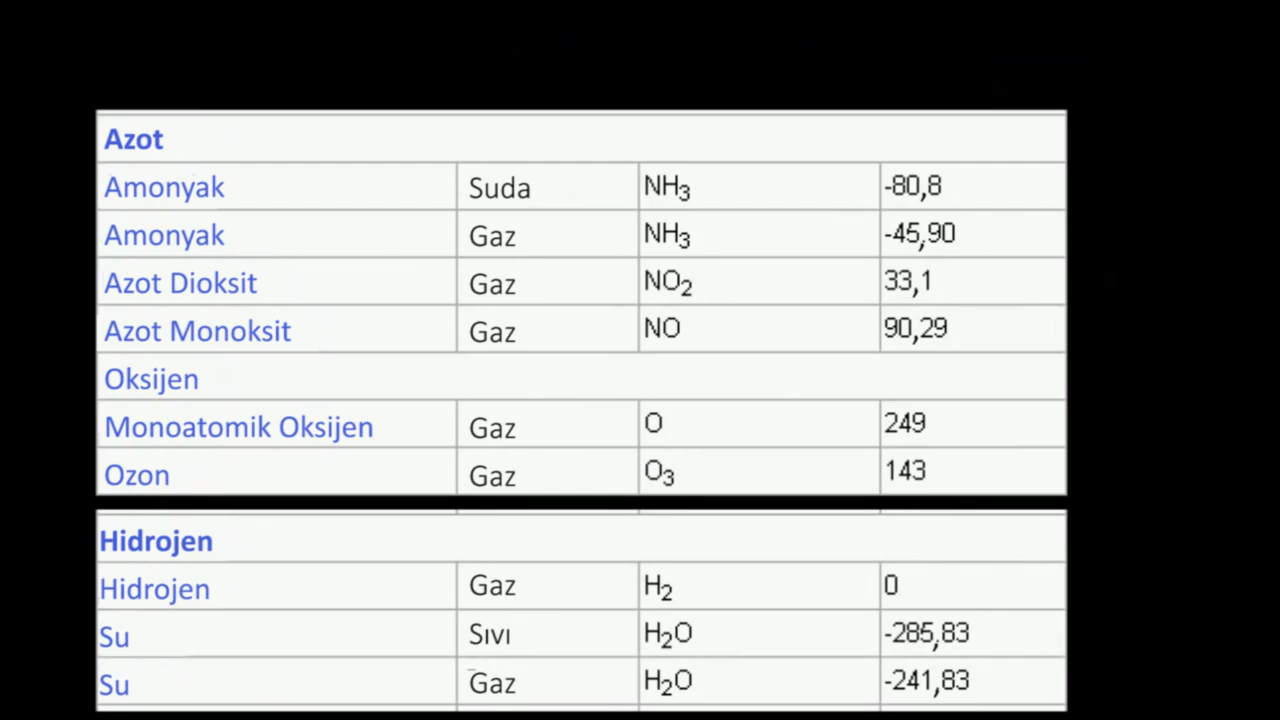 Azot
Amonyak Suda NH₃ -80,8
Amonyak Gaz NH₃ -45,90
Azot Dioksit Gaz NO₂ 33,1
Azot Monoksit Gaz NO 90,29
Oksijen
Monoatomik Oksijen Gaz O 249
Ozon Gaz O₃ 143
Hidrojen
Hidrojen Gaz H₂ 0
Su Sıvı H₂O -285,83
Su Gaz H₂O -241,83